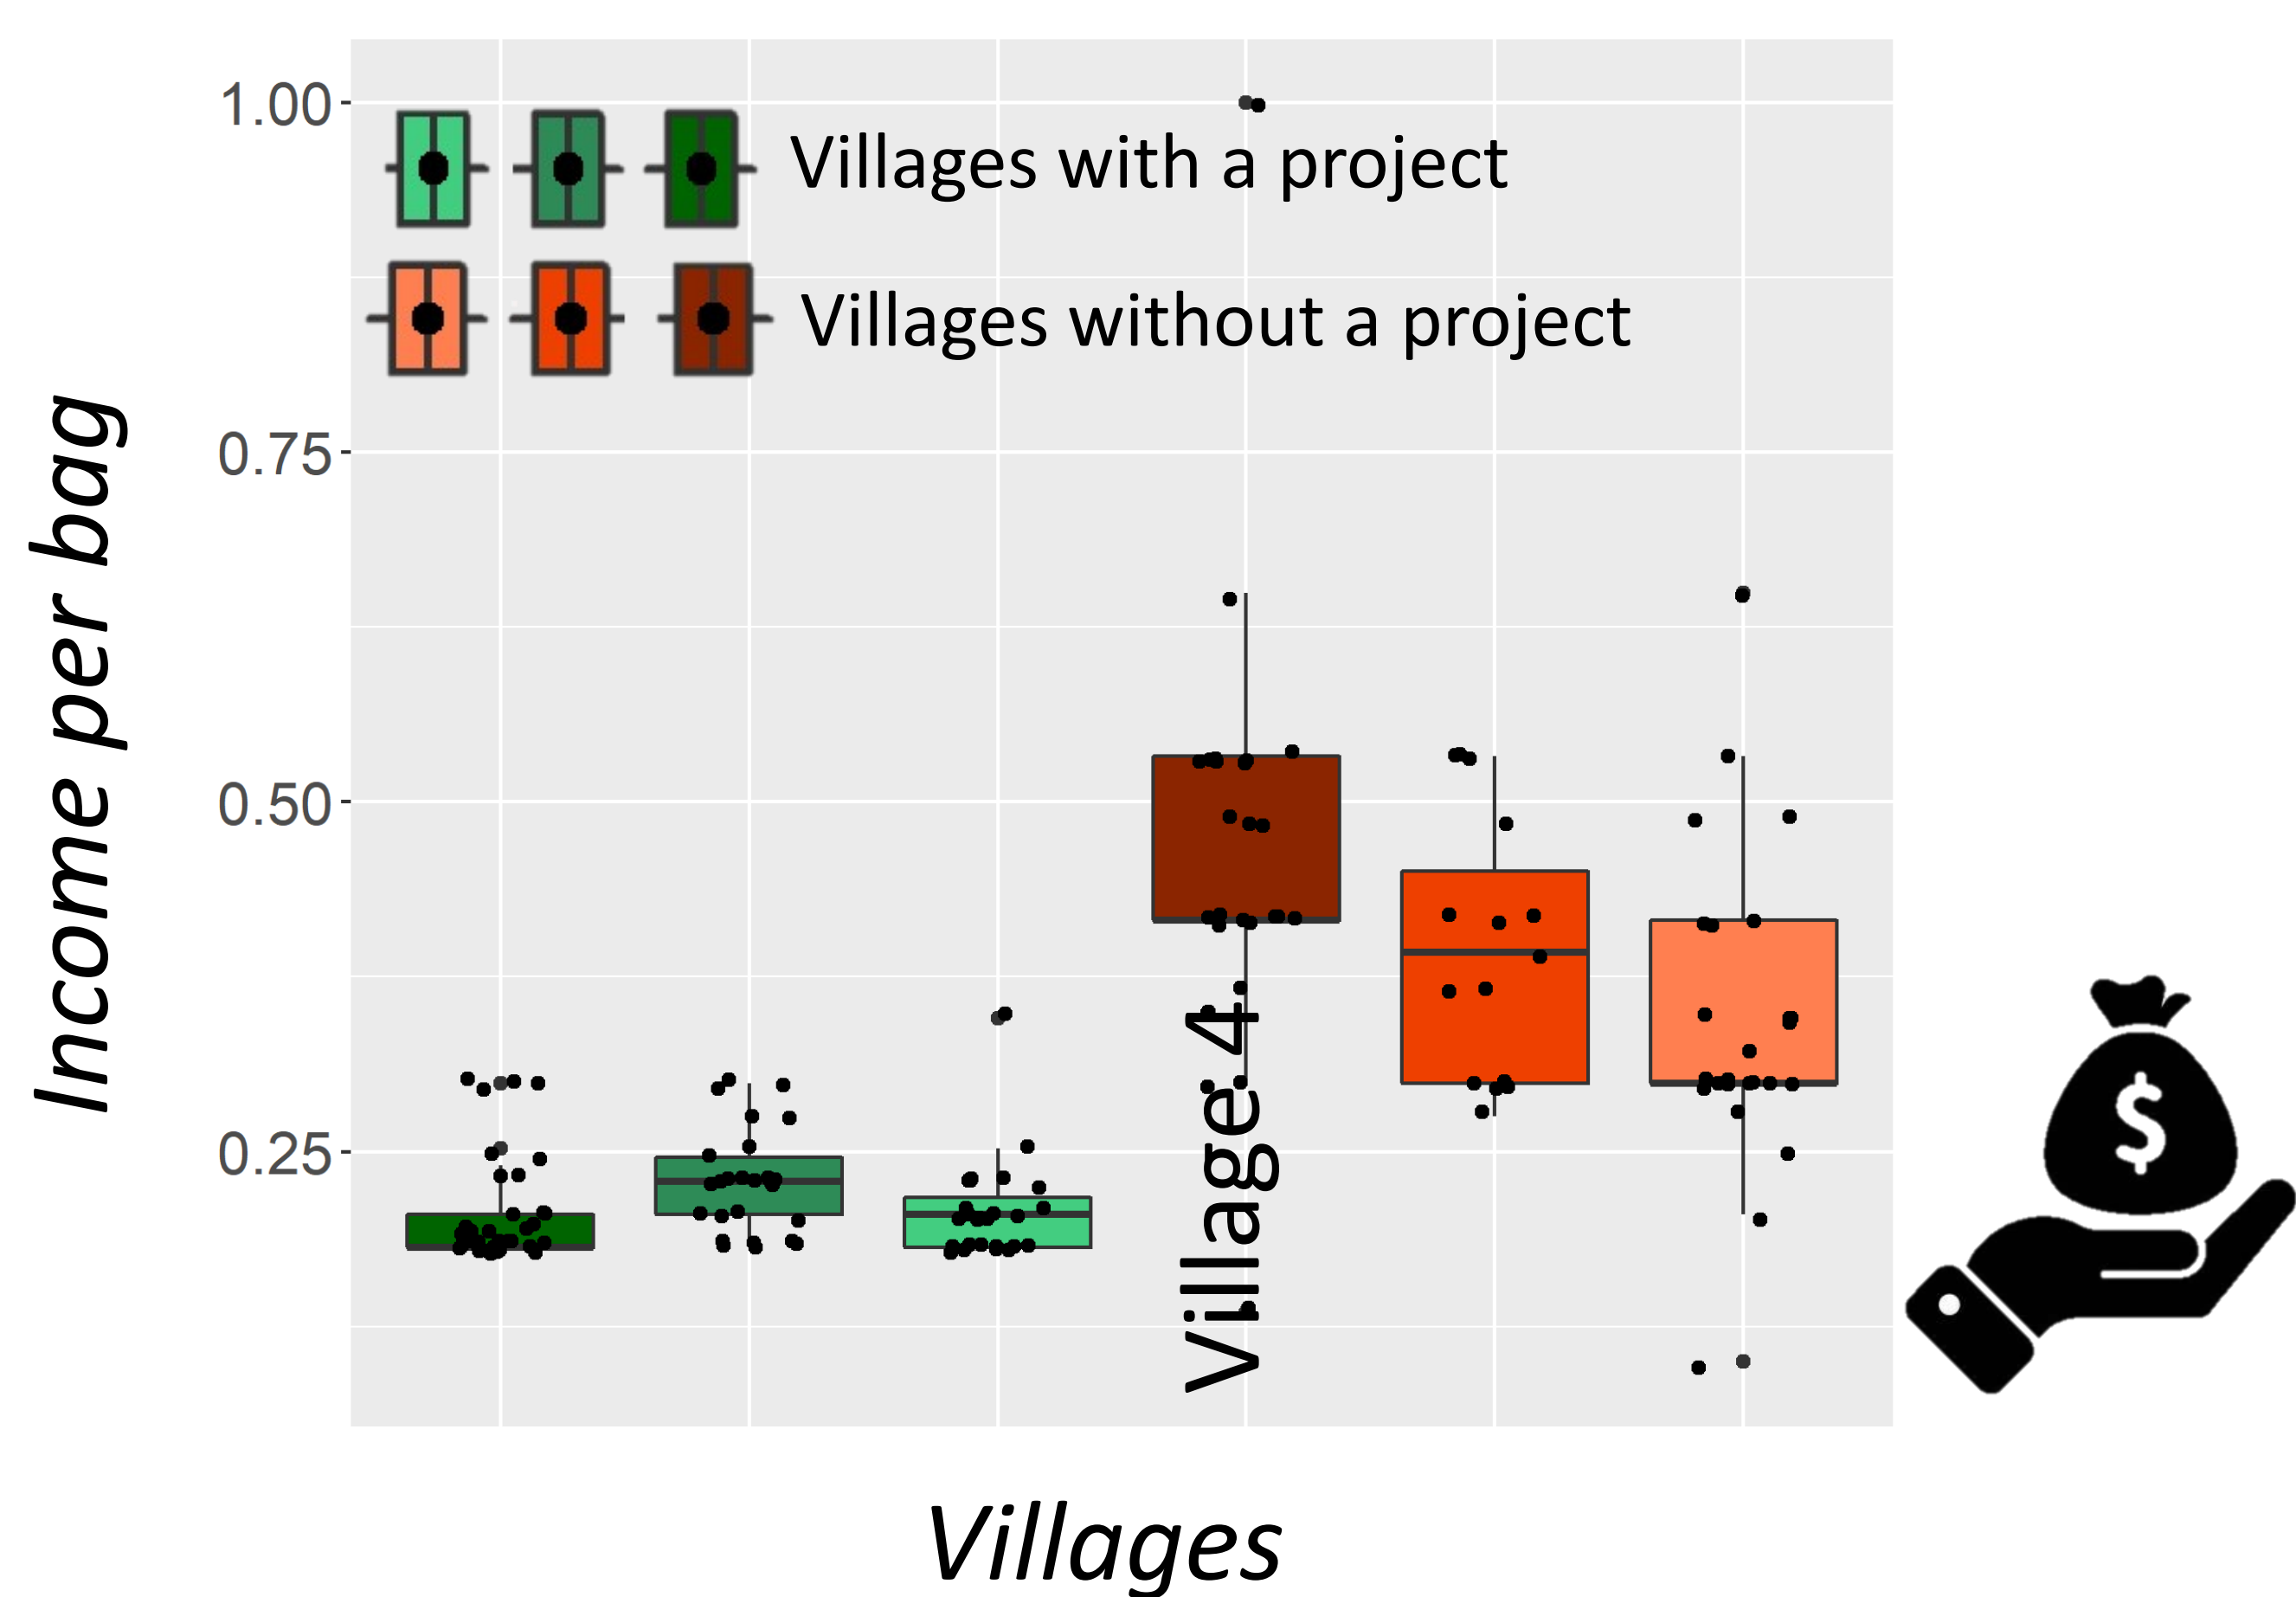 1.00
Villages with a project
Villages without a project
0.75
Income per bag
0.50
0.25
Village 4
$
Villages